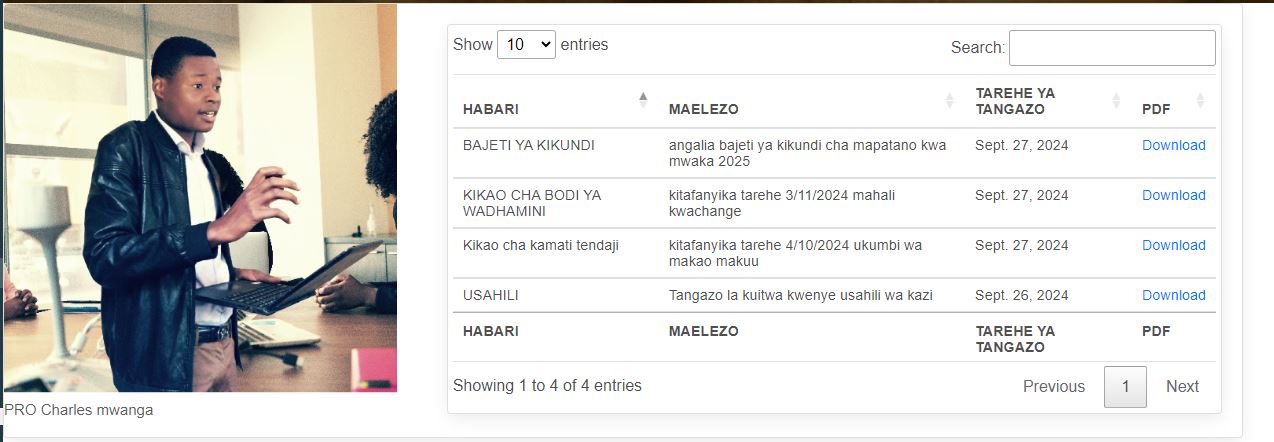 Show 10 entries
Search:
HABARI MAELEZO TAREHE YA TANGAZO PDF
BAJETI YA KIKUNDI angalia bajeti ya kikundi cha mapatano kwa mwaka 2025 Sept. 27, 2024 Download
KIKAO CHA BODI YA WADHAMINI kitafanyika tarehe 3/11/2024 mahali kwachange Sept. 27, 2024 Download
Kikao cha kamati tendaji kitafanyika tarehe 4/10/2024 ukumbi wa makao makuu Sept. 27, 2024 Download
USAHILI Tangazo la kuitwa kwenye usahili wa kazi Sept. 26, 2024 Download
HABARI MAELEZO TAREHE YA TANGAZO PDF
Showing 1 to 4 of 4 entries
Previous 1 Next
PRO Charles mwanga